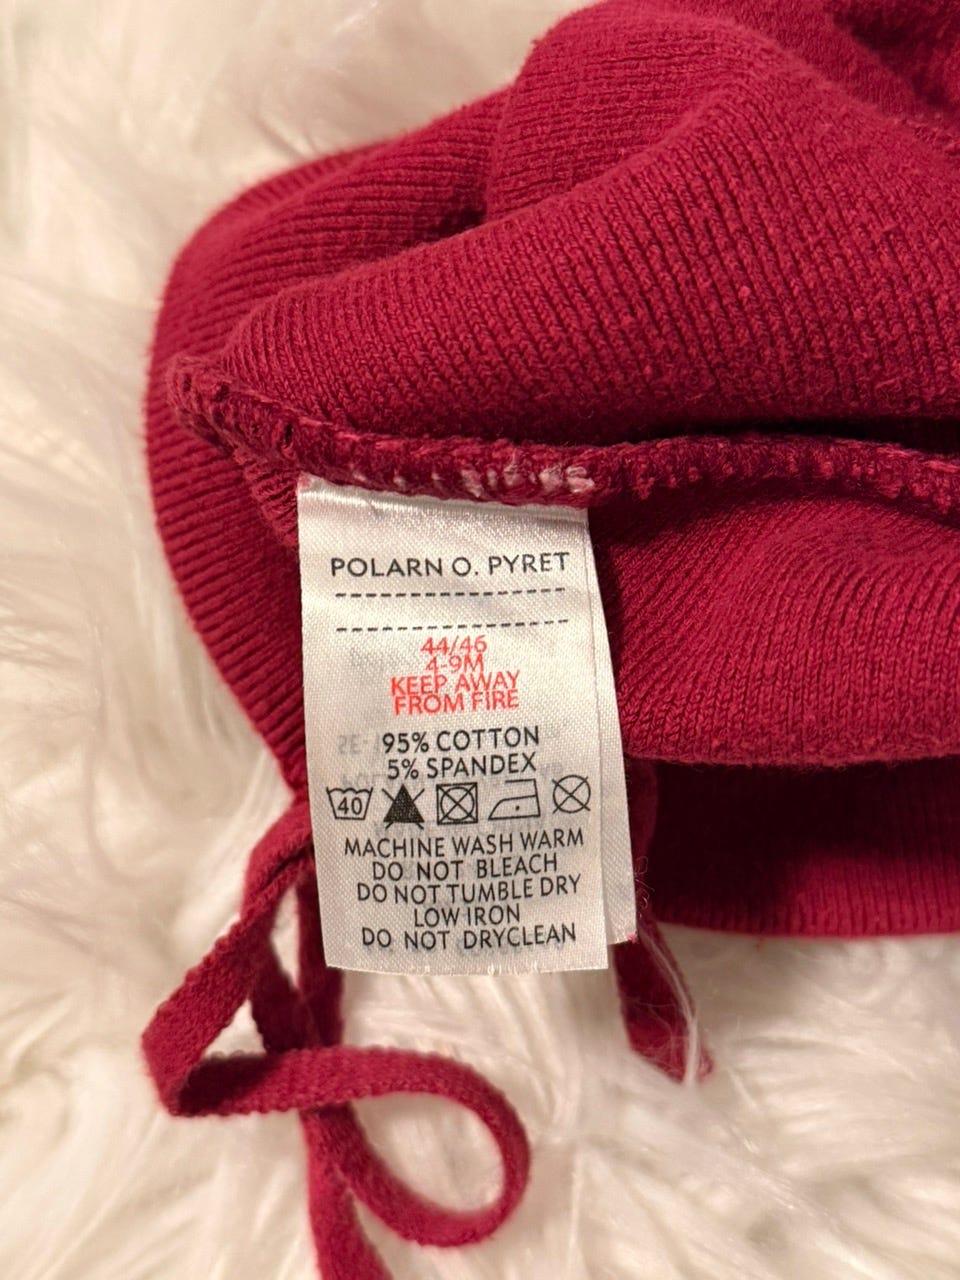 POLARN O. PYRET
44/46
4-9M
KEEP AWAY
FROM FIRE
95% COTTON
5% SPANDEX
40
MACHINE WASH WARM
DO NOT BLEACH
DO NOT TUMBLE DRY
LOW IRON
DO NOT DRYCLEAN